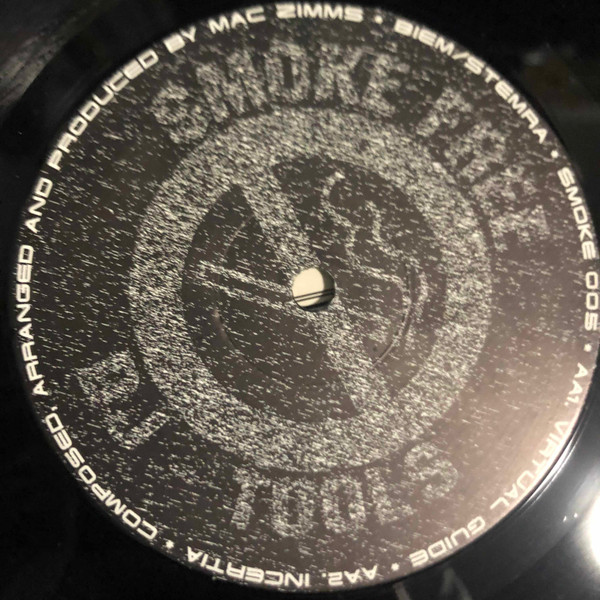 SMOKE FREE
DJ TOOLS
COMPOSED, ARRANGED AND PRODUCED BY MAC ZIMMS • BIEM/STEMRA • SMOKE 005 • AA1. VIRTUAL GUIDE • AA2. INCERTIA •